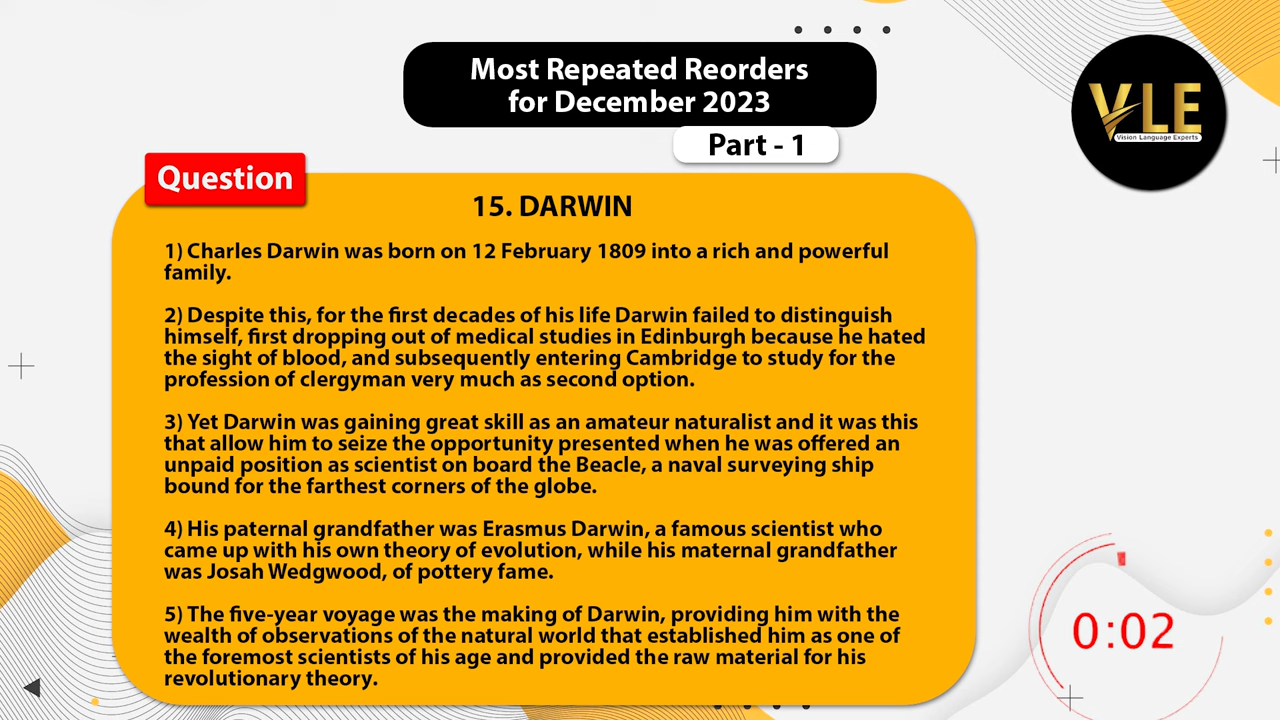 Most Repeated Reorders
for December 2023
Part - 1
VLE
Vision Language Experts
Question
15. DARWIN
1) Charles Darwin was born on 12 February 1809 into a rich and powerful
family.
2) Despite this, for the first decades of his life Darwin failed to distinguish
himself, first dropping out of medical studies in Edinburgh because he hated
the sight of blood, and subsequently entering Cambridge to study for the
profession of clergyman very much as second option.
3) Yet Darwin was gaining great skill as an amateur naturalist and it was this
that allow him to seize the opportunity presented when he was offered an
unpaid position as scientist on board the Beacle, a naval surveying ship
bound for the farthest corners of the globe.
4) His paternal grandfather was Erasmus Darwin, a famous scientist who
came up with his own theory of evolution, while his maternal grandfather
was Josah Wedgwood, of pottery fame.
5) The five-year voyage was the making of Darwin, providing him with the
wealth of observations of the natural world that established him as one of
the foremost scientists of his age and provided the raw material for his
revolutionary theory.
0:02